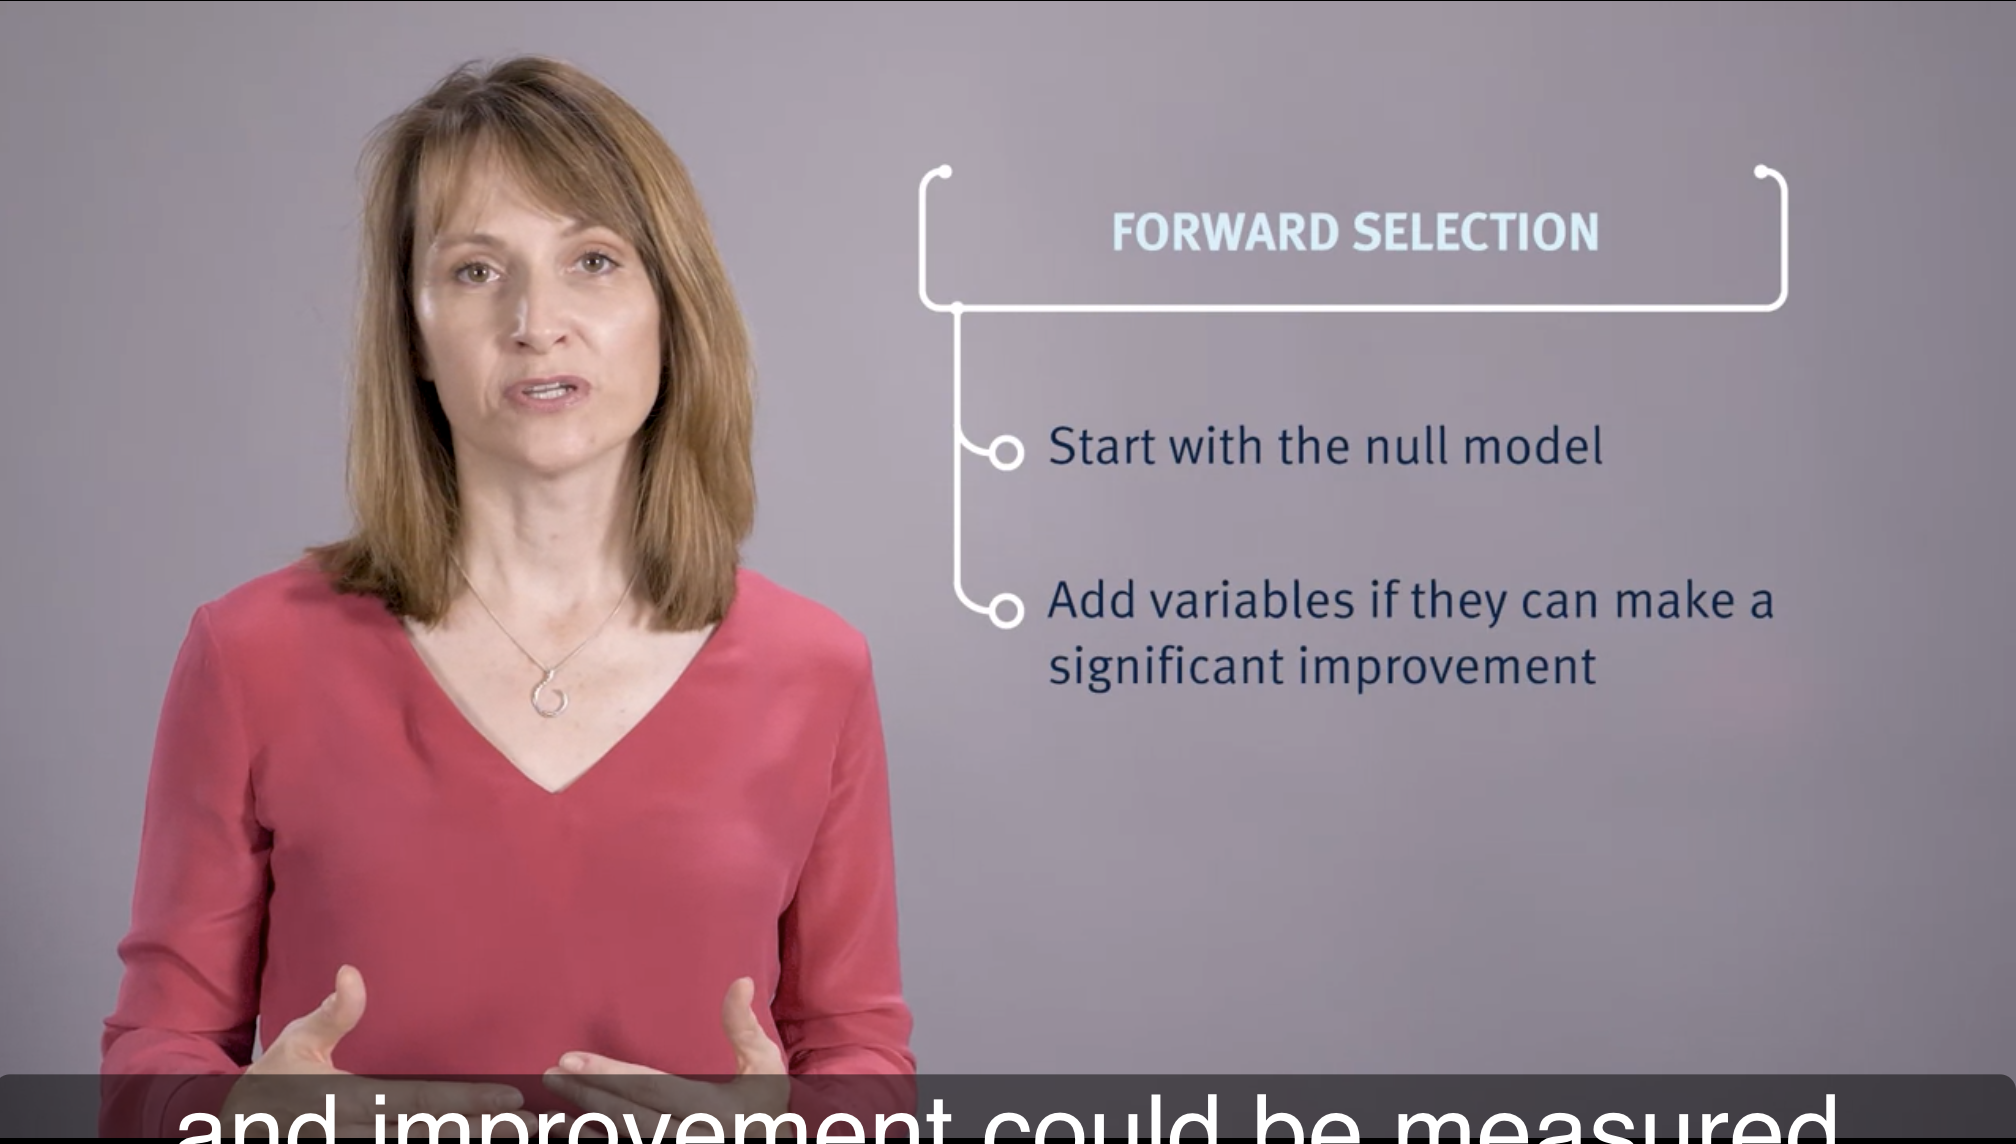 FORWARD SELECTION
Start with the null model
Add variables if they can make a
significant improvement
and improvement could be measured